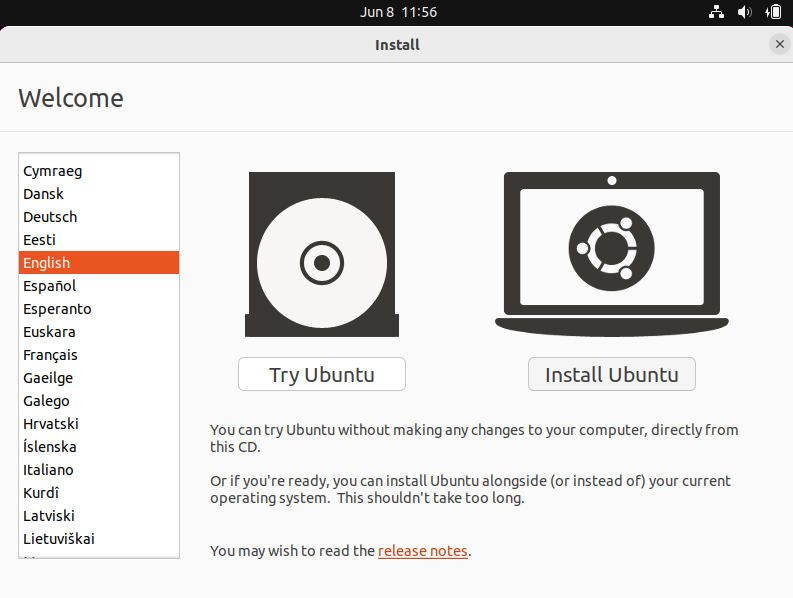 Jun 8 11:56
Install
Welcome
Cymraeg
Dansk
Deutsch
Eesti
English
Español
Esperanto
Euskara
Français
Gaeilge
Galego
Hrvatski
Íslenska
Italiano
Kurdî
Latviski
Lietuviškai
Try Ubuntu
Install Ubuntu
You can try Ubuntu without making any changes to your computer, directly from
this CD.
Or if you're ready, you can install Ubuntu alongside (or instead of) your current
operating system. This shouldn't take too long.
You may wish to read the release notes.